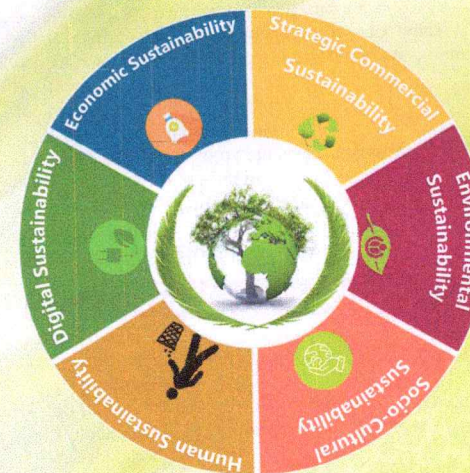 Economic Sustainability
Strategic Commercial
Sustainability
Environmental
Sustainability
Socio-Cultural
Sustainability
Human Sustainability
Digital Sustainability